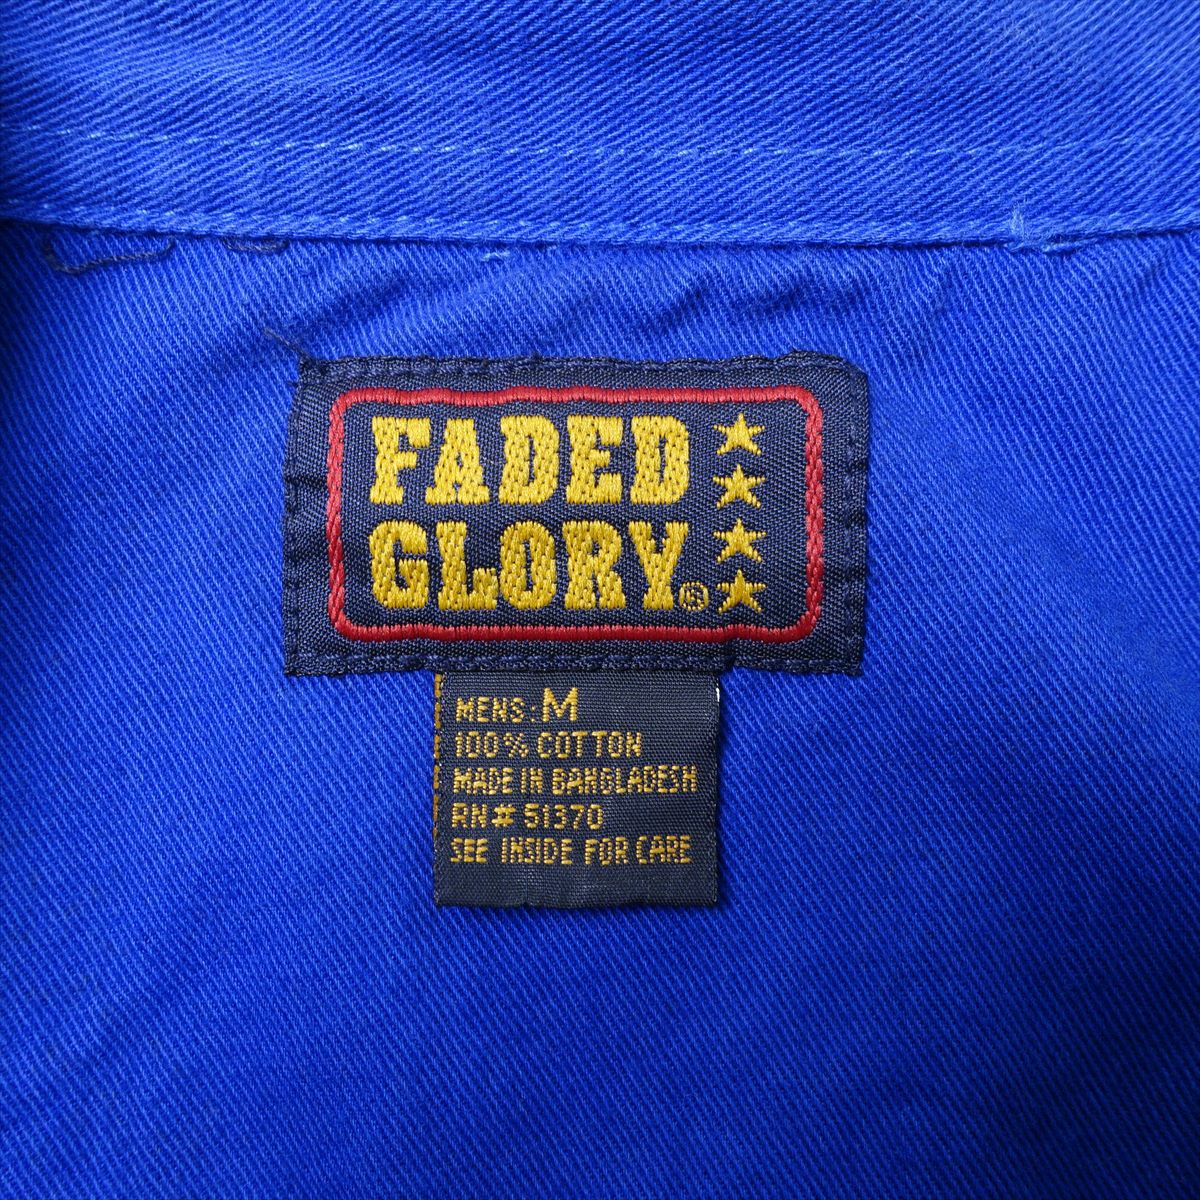 FADED
GLORY®
MENS: M
100% COTTON
MADE IN BANGLADESH
RN# 51370
SEE INSIDE FOR CARE